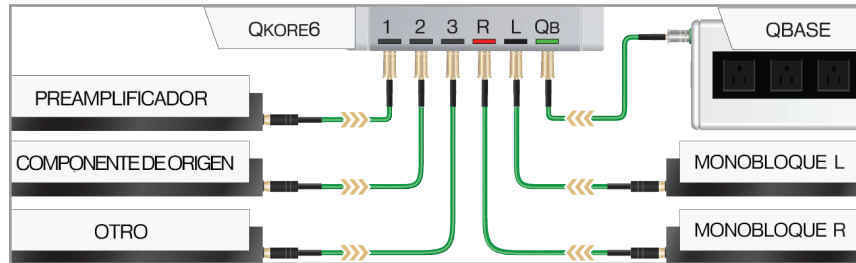 QKORE6
1 2 3 R L QB
QBASE
PREAMPLIFICADOR
COMPONENTE DE ORIGEN
MONOBLOQUE L
OTRO
MONOBLOQUE R